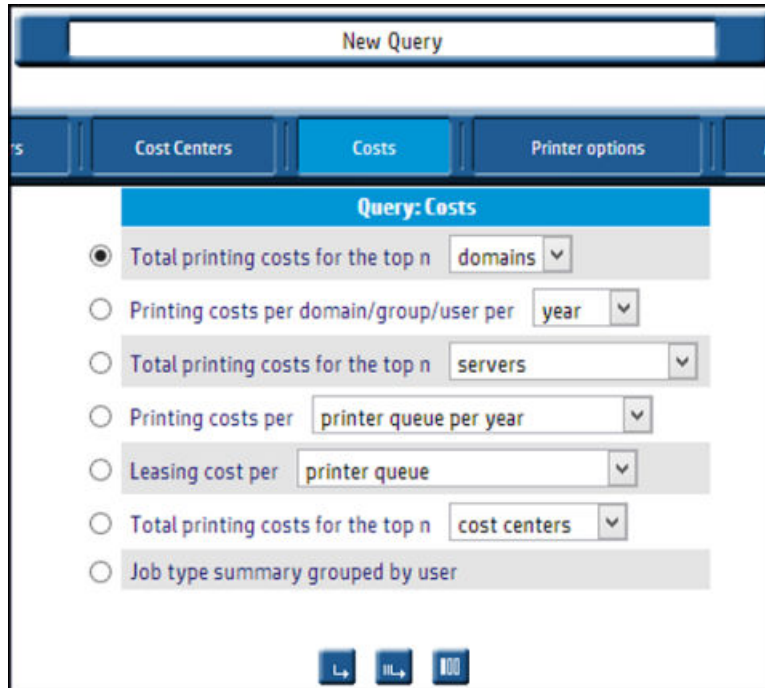 New Query
rs
Cost Centers
Costs
Printer options
Query: Costs
Total printing costs for the top n domains
Printing costs per domain/group/user per year
Total printing costs for the top n servers
Printing costs per printer queue per year
Leasing cost per printer queue
Total printing costs for the top n cost centers
Job type summary grouped by user